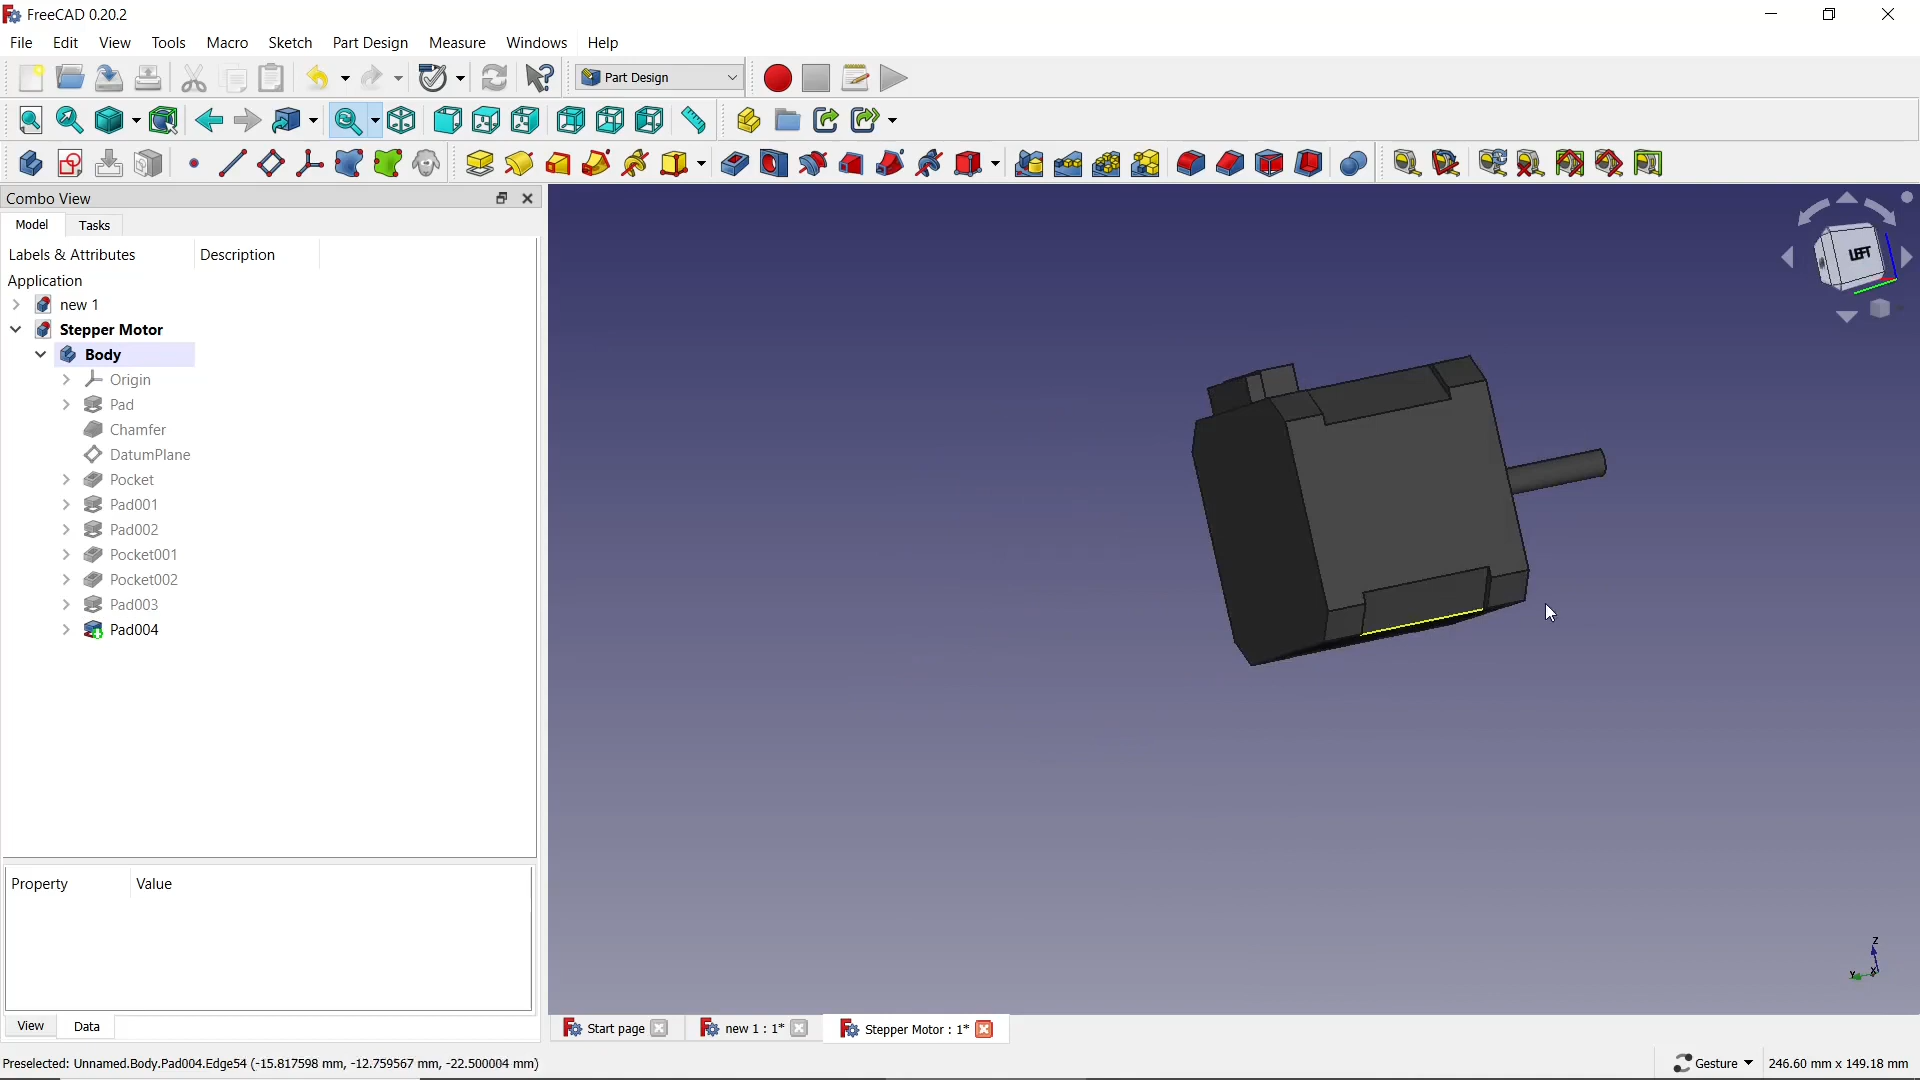 FreeCAD 0.20.2
File Edit View Tools Macro Sketch Part Design Measure Windows Help
Part Design
Combo View
Model Tasks
Labels & Attributes Description
Application
new 1
Stepper Motor
Body
Origin
Pad
Chamfer
DatumPlane
Pocket
Pad001
Pad002
Pocket001
Pocket002
Pad003
Pad004
LEFT
Z
Y
X
Property Value
View Data
Start page
new 1 : 1*
Stepper Motor : 1*
Preselected: Unnamed.Body.Pad004.Edge54 (-15.817598 mm, -12.759567 mm, -22.500004 mm)
Gesture 246.60 mm x 149.18 mm